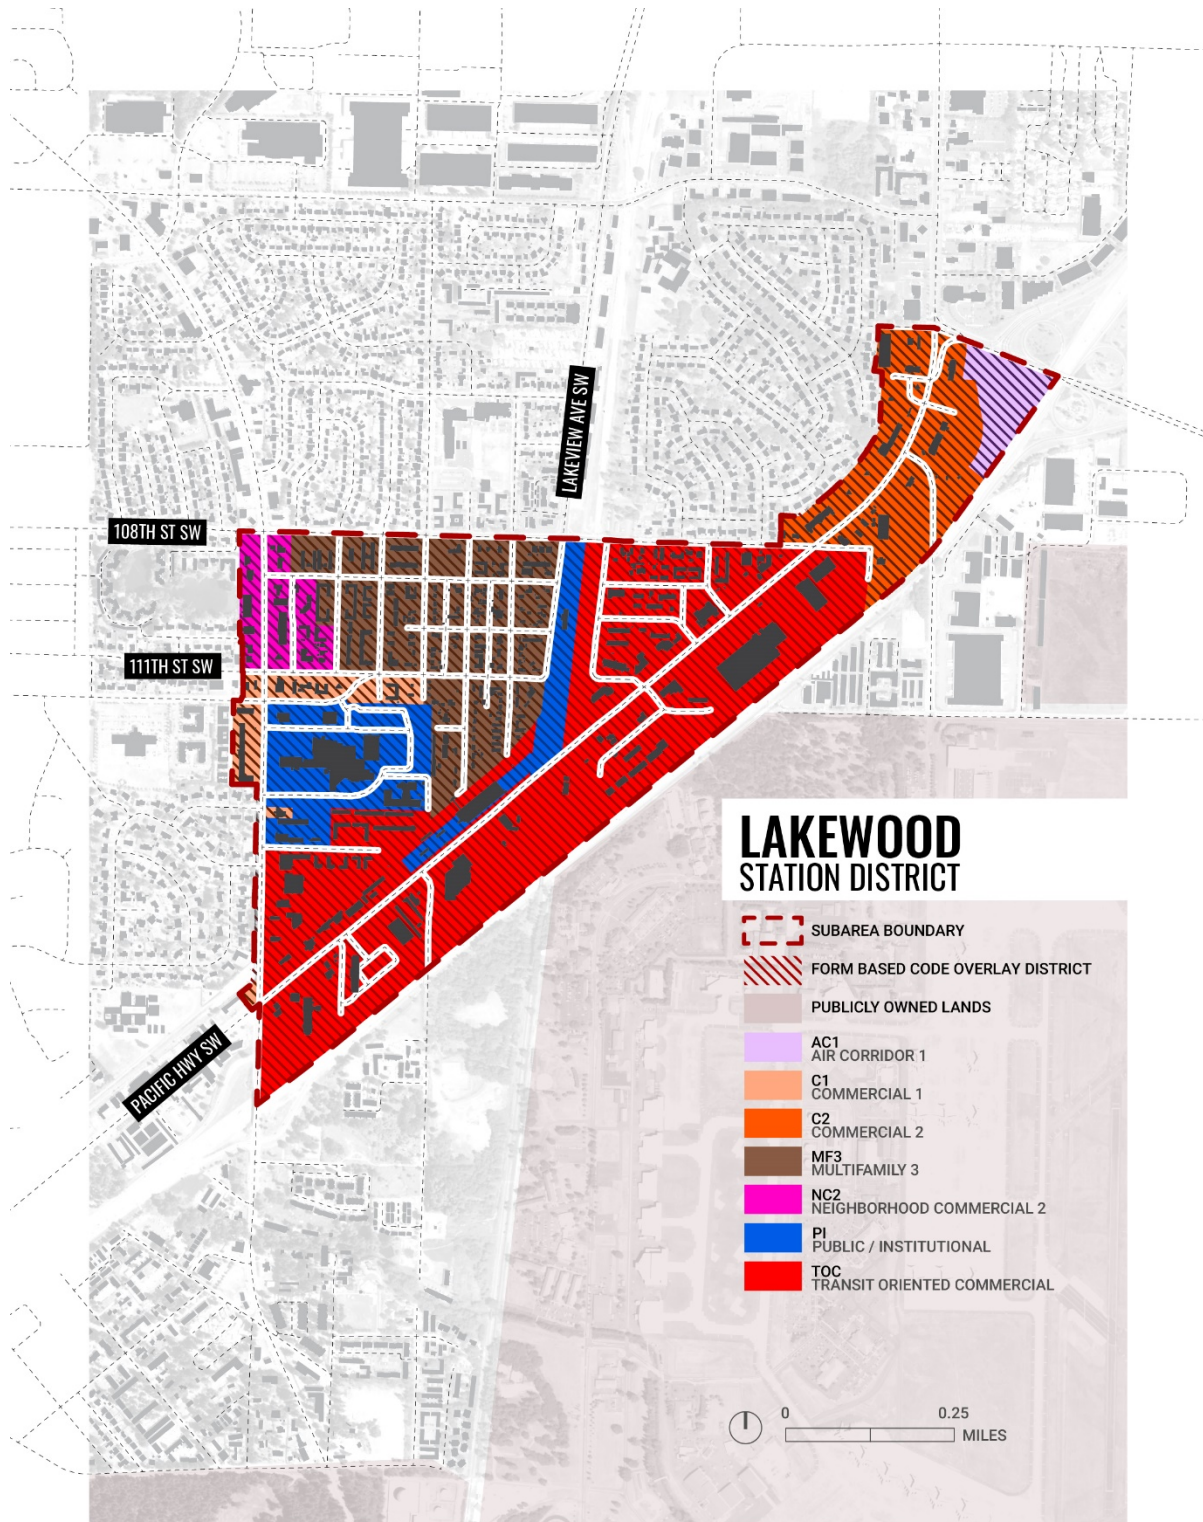 LAKEVIEW AVE SW
108TH ST SW
111TH ST SW
PACIFIC HWY SW
LAKEWOOD
STATION DISTRICT
SUBAREA BOUNDARY
FORM BASED CODE OVERLAY DISTRICT
PUBLICLY OWNED LANDS
AC1
AIR CORRIDOR 1
C1
COMMERCIAL 1
C2
COMMERCIAL 2
MF3
MULTIFAMILY 3
NC2
NEIGHBORHOOD COMMERCIAL 2
PI
PUBLIC / INSTITUTIONAL
TOC
TRANSIT ORIENTED COMMERCIAL
0 0.25
MILES